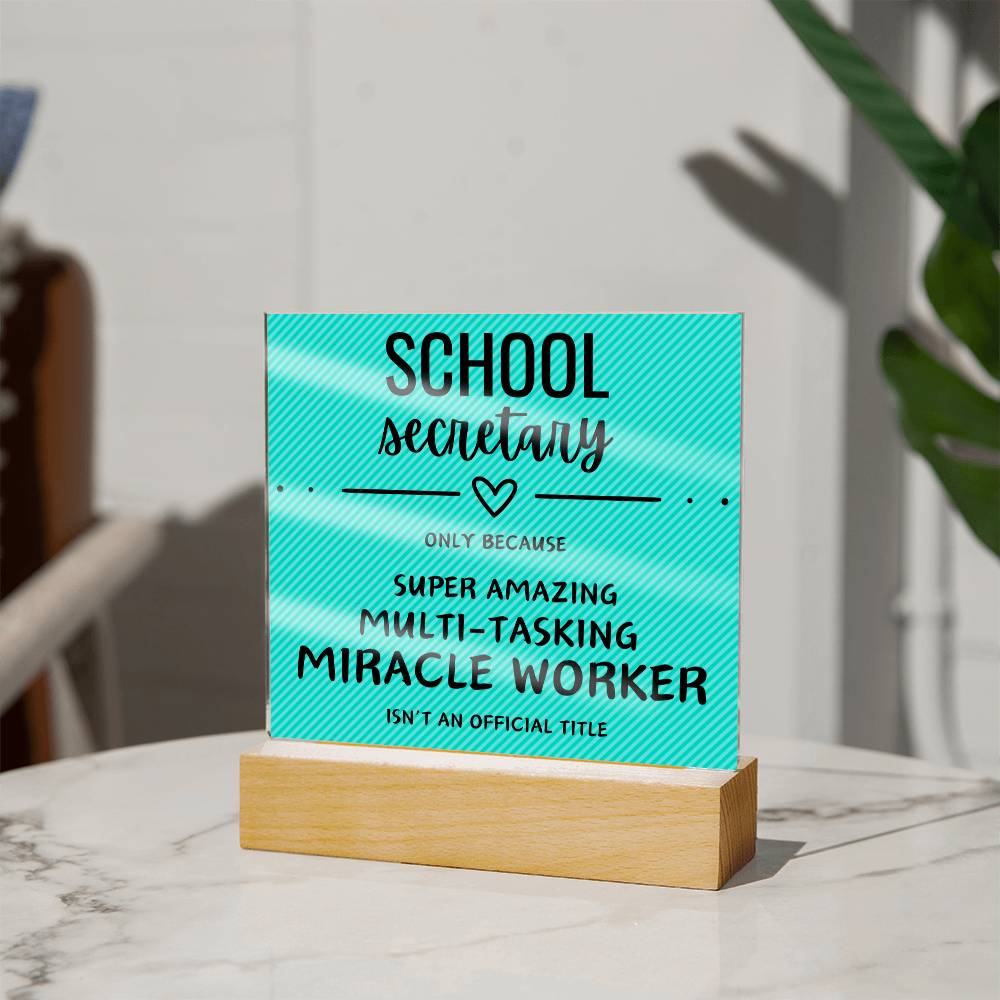 SCHOOL
secretary
ONLY BECAUSE
SUPER AMAZING
MULTI-TASKING
MIRACLE WORKER
ISN'T AN OFFICIAL TITLE